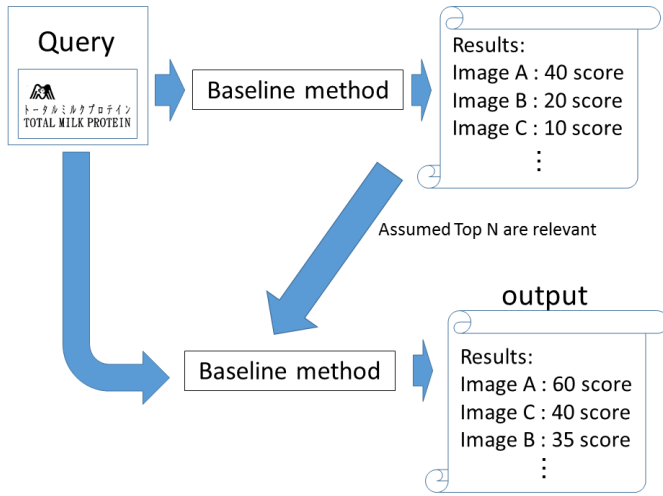 Query
トータルミルクプロテイン
TOTAL MILK PROTEIN
Baseline method
Results:
Image A : 40 score
Image B : 20 score
Image C : 10 score
⋮
Assumed Top N are relevant
Baseline method
output
Results:
Image A : 60 score
Image C : 40 score
Image B : 35 score
⋮